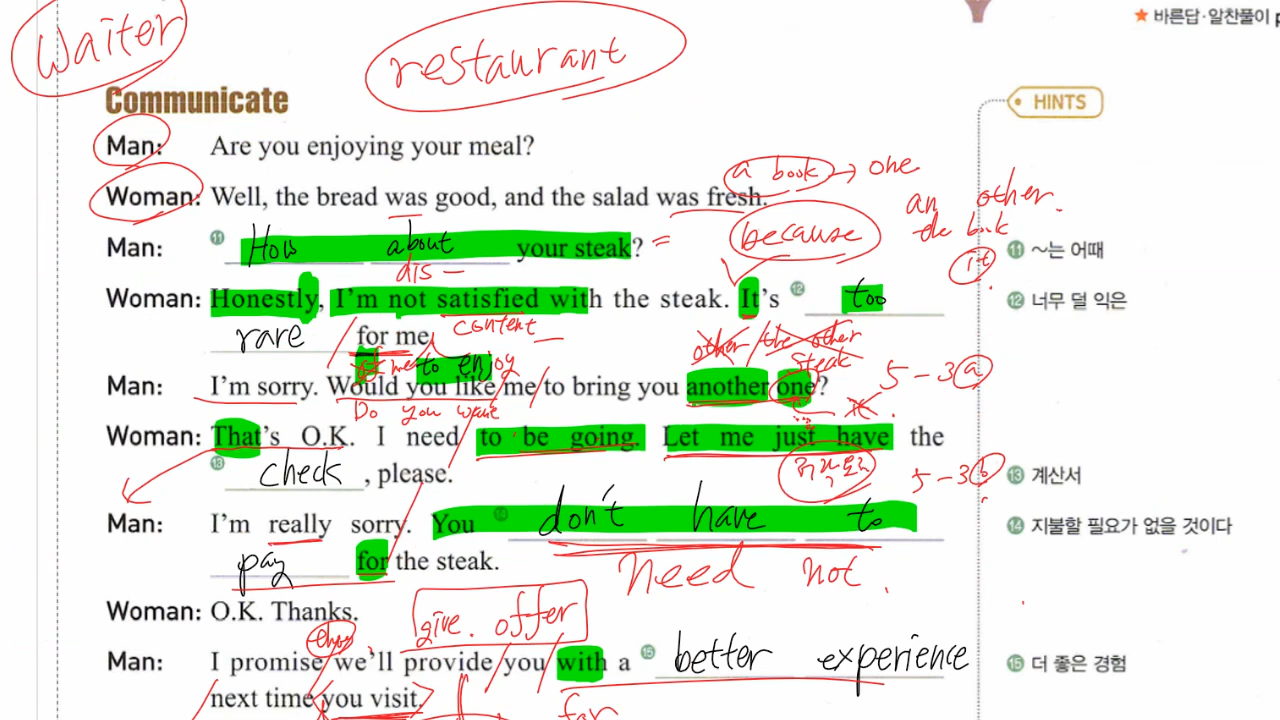 waiter
restaurant
★ 바른답·알찬풀이 p
Communicate
HINTS
Man: Are you enjoying your meal?
a book → one
Woman: Well, the bread was good, and the salad was fresh.
an other.
the book
because
it
Man: ⑪ How about your steak? =
⑪ ~는 어때
dis -
Woman: Honestly, I'm not satisfied with the steak. It's ⑫ too
⑫ 너무 덜 익은
rare for me
content
other / the other
steak
to enjoy
5-3ⓐ
Man: I'm sorry. Would you like me to bring you another one?
Do you want
it.
Woman: That's O.K. I need to be going. Let me just have the
⑬ check, please.
5-3ⓑ
⑬ 계산서
Man: I'm really sorry. You don't have to
⑭ 지불할 필요가 없을 것이다
pay for the steak.
need not.
Woman: O.K. Thanks.
give. offer
Man: I promise we'll provide you with a ⑮ better experience
⑮ 더 좋은 경험
next time you visit.
for